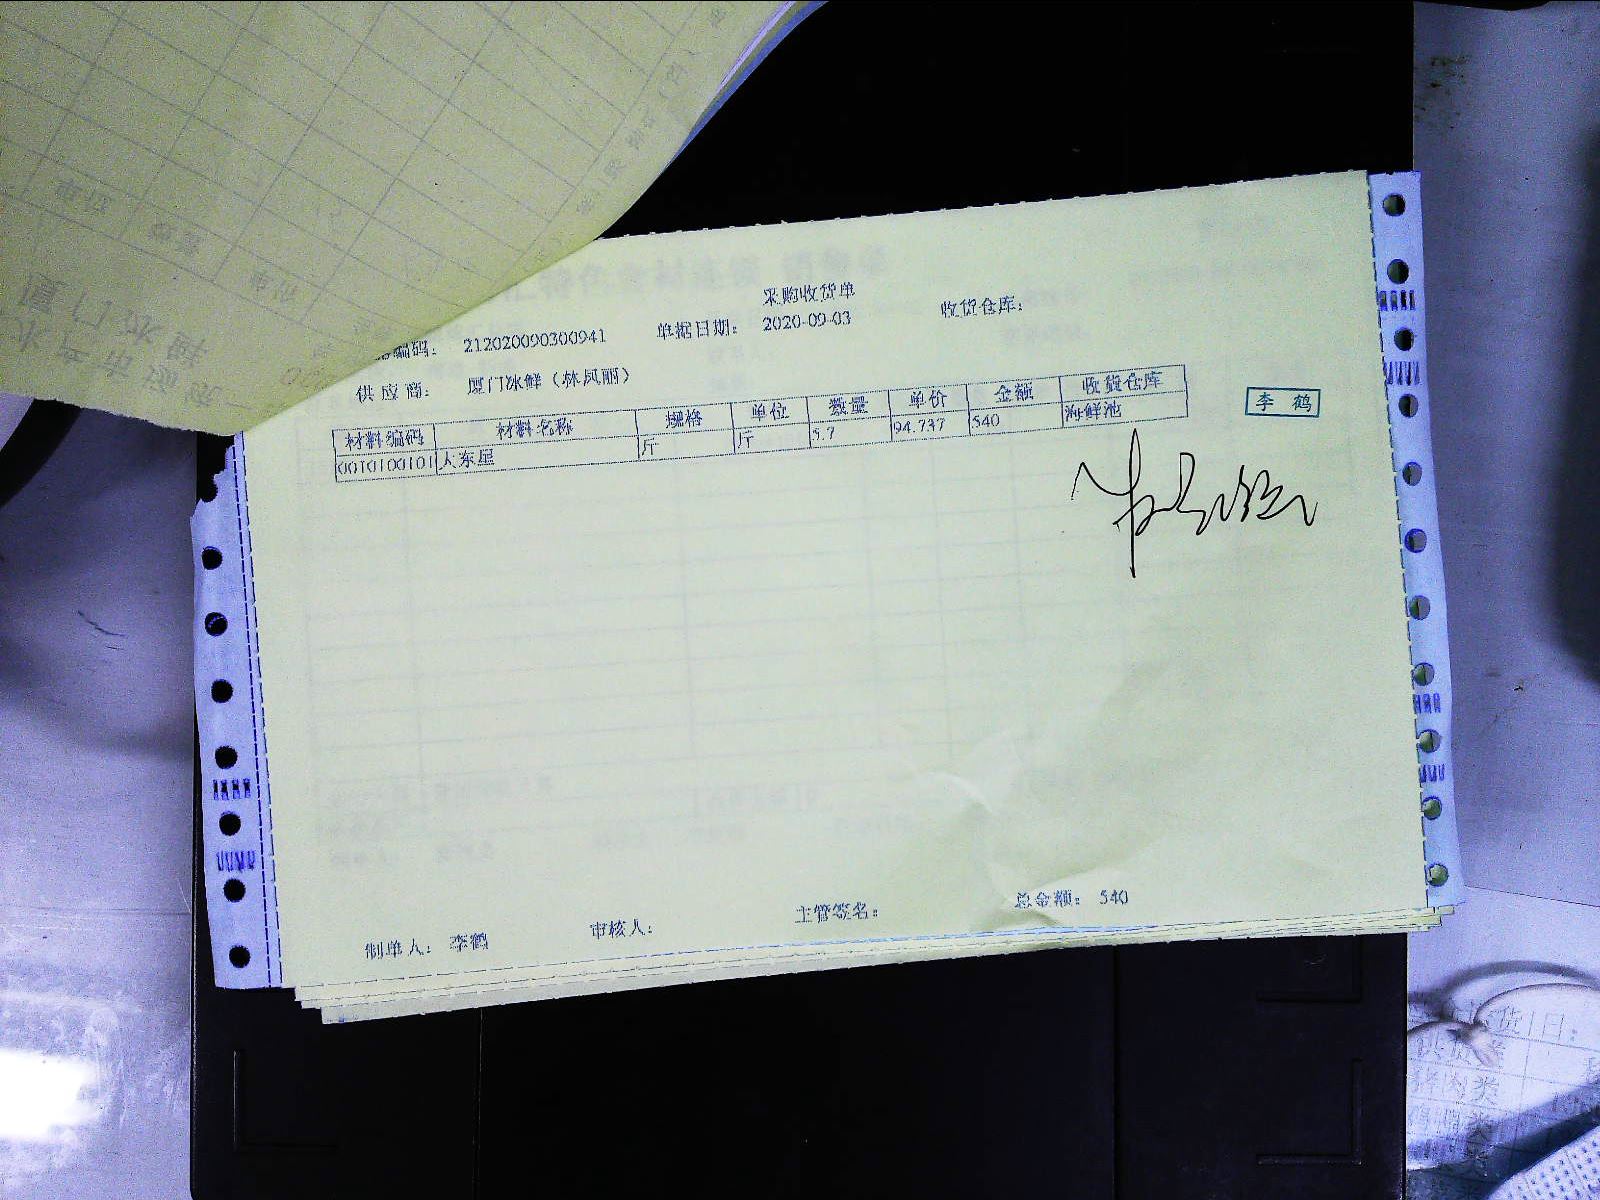 采购收货单
编码： 212020090300941 单据日期： 2020-09-03 收货仓库：
供应商： 厦门冰鲜（林凤丽）
材料编码 材料名称 规格 单位 数量 单价 金额 收货仓库
0010100101 大东星 斤 斤 5.7 94.737 540 海鲜池
李鹤
制单人： 李鹤 审核人： 主管签名： 总金额： 540